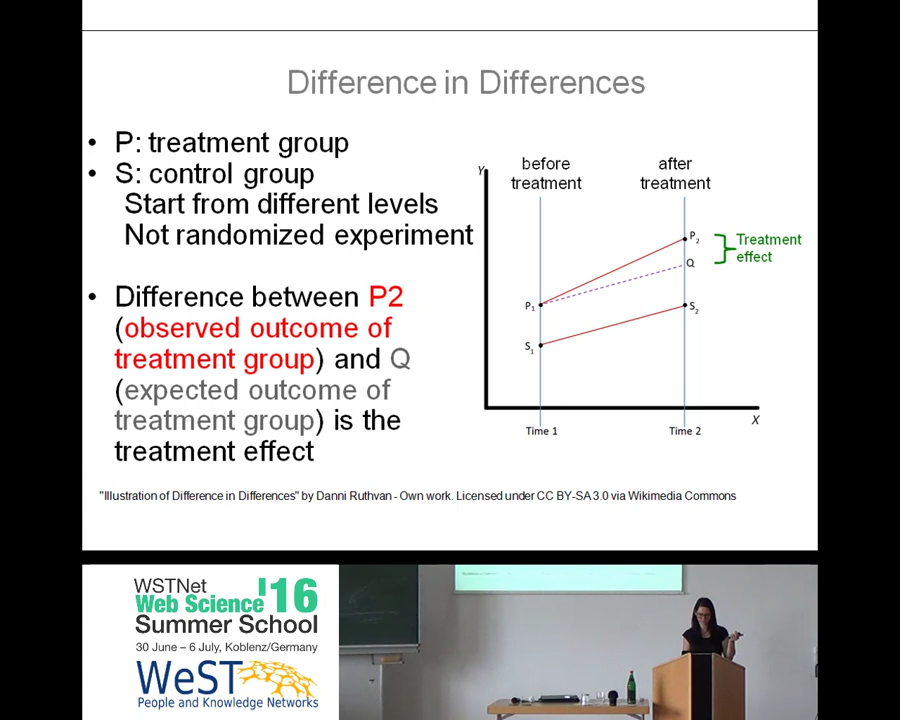 Difference in Differences
• P: treatment group
• S: control group
Start from different levels
Not randomized experiment
• Difference between P2
(observed outcome of
treatment group) and Q
(expected outcome of
treatment group) is the
treatment effect
before
treatment
after
treatment
Y
P2
Q
Treatment
effect
P1
S2
S1
X
Time 1
Time 2
"Illustration of Difference in Differences" by Danni Ruthvan - Own work. Licensed under CC BY-SA 3.0 via Wikimedia Commons
WSTNet
Web Science '16
Summer School
30 June – 6 July, Koblenz/Germany
WeST
People and Knowledge Networks